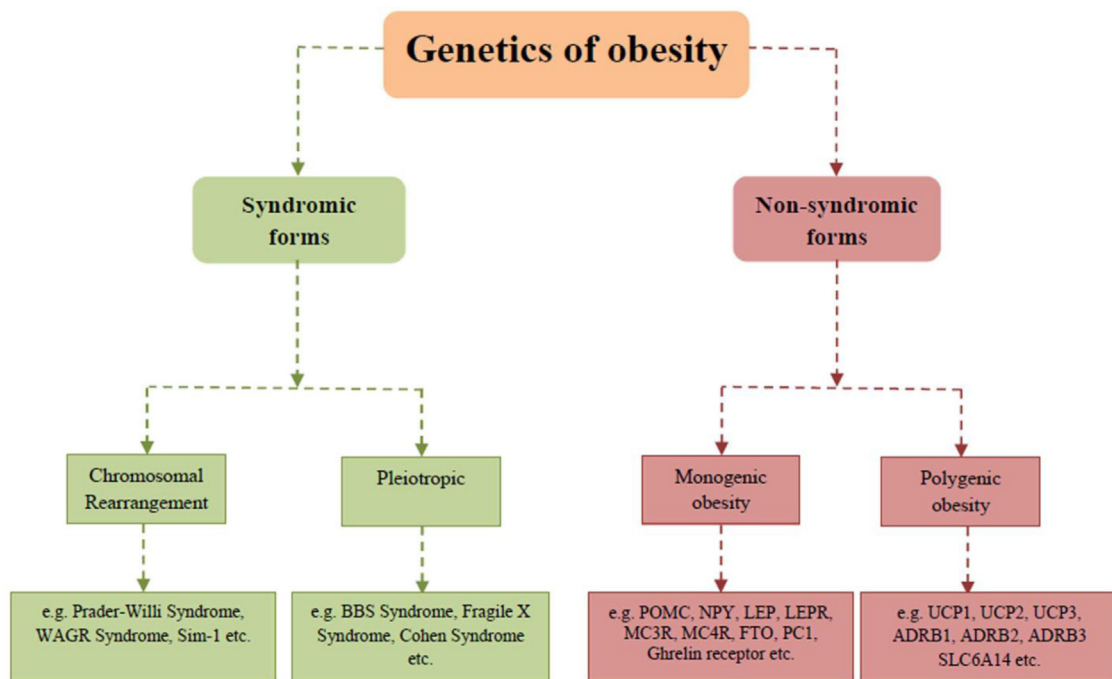 Genetics of obesity
Syndromic
forms
Non-syndromic
forms
Chromosomal
Rearrangement
Pleiotropic
Monogenic
obesity
Polygenic
obesity
e.g. Prader-Willi Syndrome,
WAGR Syndrome, Sim-1 etc.
e.g. BBS Syndrome, Fragile X
Syndrome, Cohen Syndrome
etc.
e.g. POMC, NPY, LEP, LEPR,
MC3R, MC4R, FTO, PC1,
Ghrelin receptor etc.
e.g. UCP1, UCP2, UCP3,
ADRB1, ADRB2, ADRB3
SLC6A14 etc.